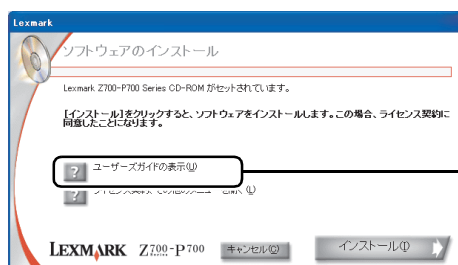 Lexmark
ソフトウェアのインストール
Lexmark Z700-P700 Series CD-ROM がセットされています。
[インストール]をクリックすると、ソフトウェアをインストールします。この場合、ライセンス契約に
同意したことになります。
? ユーザーズガイドの表示(U)
?
LEXMARK Z700-P700 キャンセル(C) インストール(I)